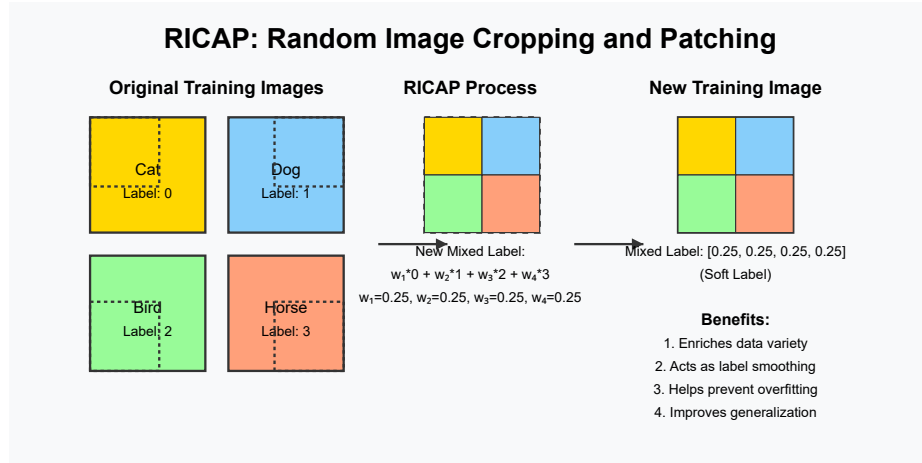 RICAP: Random Image Cropping and Patching
Original Training Images
Cat
Label: 0
Dog
Label: 1
Bird
Label: 2
Horse
Label: 3
RICAP Process
New Mixed Label:
w₁*0 + w₂*1 + w₃*2 + w₄*3
w₁=0.25, w₂=0.25, w₃=0.25, w₄=0.25
New Training Image
Mixed Label: [0.25, 0.25, 0.25, 0.25]
(Soft Label)
Benefits:
1. Enriches data variety
2. Acts as label smoothing
3. Helps prevent overfitting
4. Improves generalization